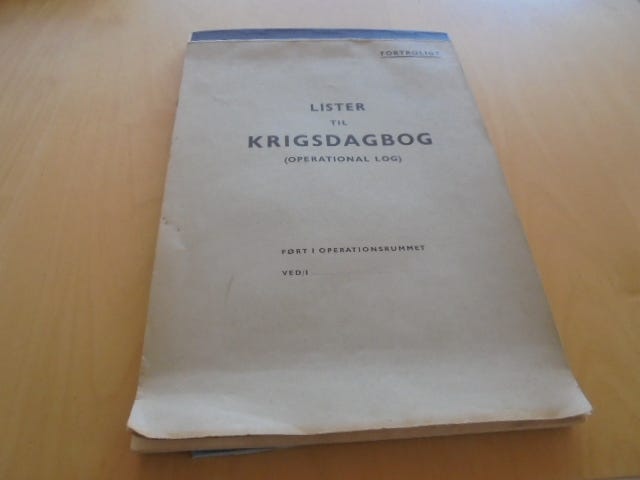 FORTROLIGT
LISTER
TIL
KRIGSDAGBOG
(OPERATIONAL LOG)
FØRT I OPERATIONSRUMMET
VED/I